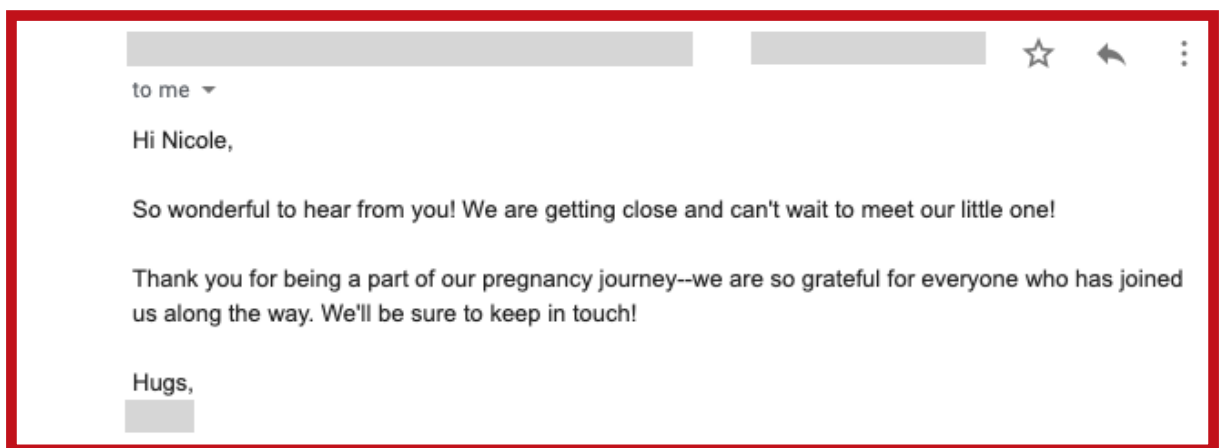 to me
Hi Nicole,
So wonderful to hear from you! We are getting close and can't wait to meet our little one!
Thank you for being a part of our pregnancy journey--we are so grateful for everyone who has joined
us along the way. We'll be sure to keep in touch!
Hugs,